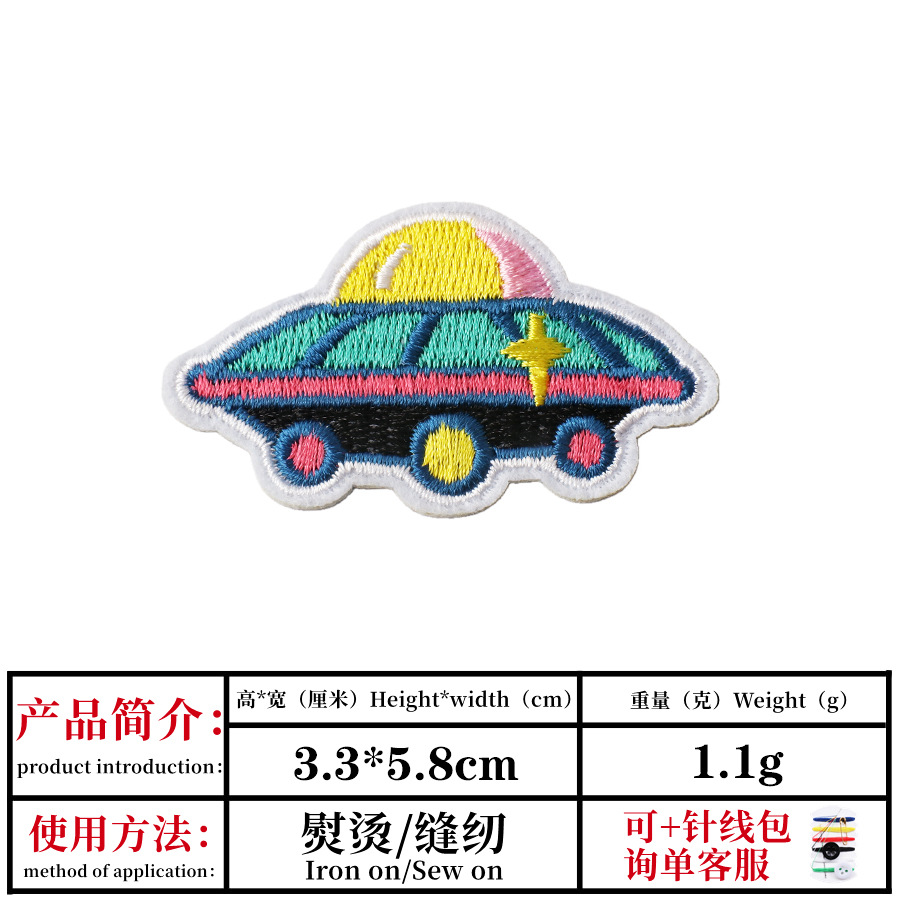 产品简介：
product introduction：
高*宽（厘米）Height*width（cm）
重量（克）Weight（g）
3.3*5.8cm
1.1g
使用方法：
method of application：
熨烫/缝纫
Iron on/Sew on
可+针线包
询单客服